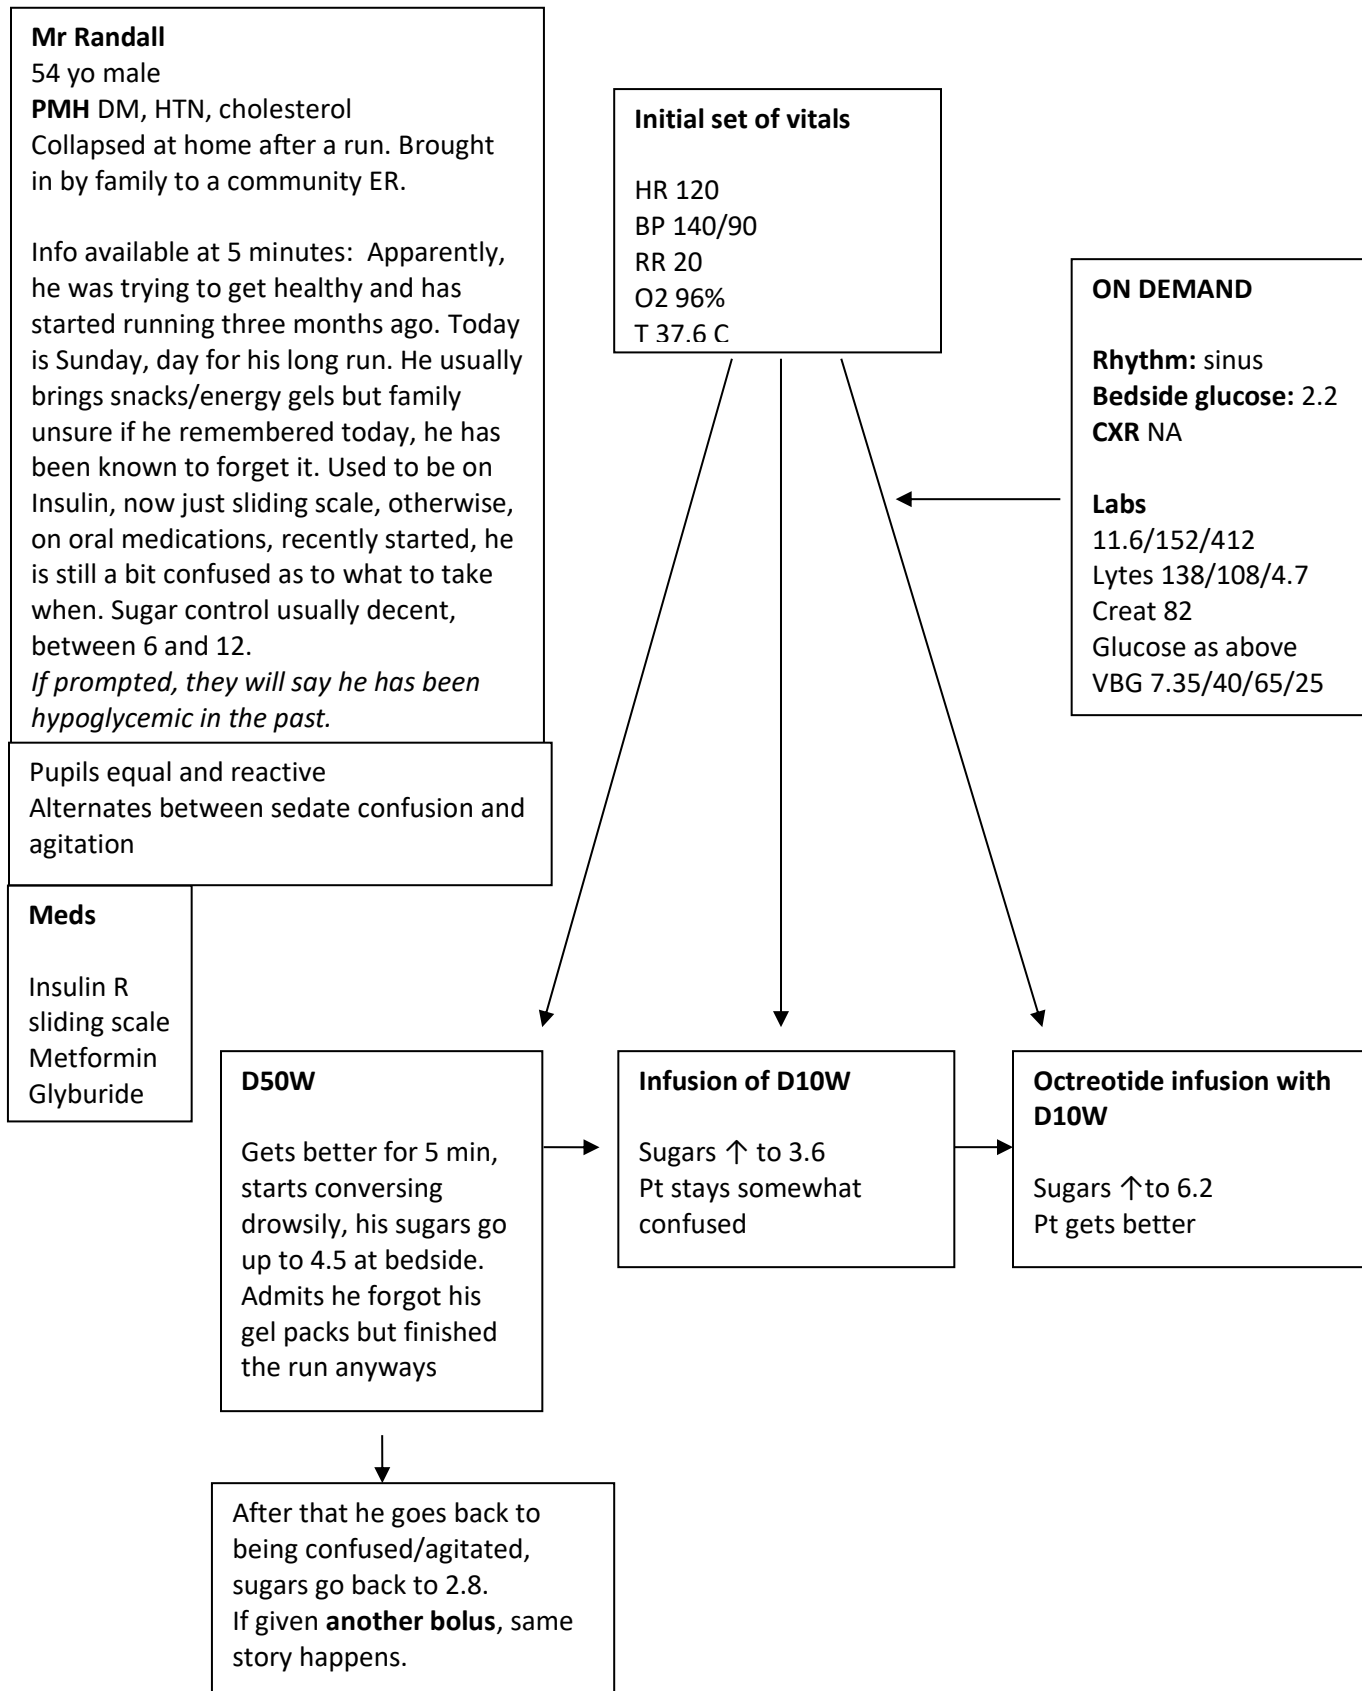 Mr Randall
54 yo male
PMH DM, HTN, cholesterol
Collapsed at home after a run. Brought
in by family to a community ER.
Info available at 5 minutes:  Apparently,
he was trying to get healthy and has
started running three months ago. Today
is Sunday, day for his long run. He usually
brings snacks/energy gels but family
unsure if he remembered today, he has
been known to forget it. Used to be on
Insulin, now just sliding scale, otherwise,
on oral medications, recently started, he
is still a bit confused as to what to take
when. Sugar control usually decent,
between 6 and 12.
If prompted, they will say he has been
hypoglycemic in the past.
Pupils equal and reactive
Alternates between sedate confusion and
agitation
Meds
Insulin R
sliding scale
Metformin
Glyburide
Initial set of vitals
HR 120
BP 140/90
RR 20
O2 96%
T 37.6 C
ON DEMAND
Rhythm: sinus
Bedside glucose: 2.2
CXR NA
Labs
11.6/152/412
Lytes 138/108/4.7
Creat 82
Glucose as above
VBG 7.35/40/65/25
D50W
Gets better for 5 min,
starts conversing
drowsily, his sugars go
up to 4.5 at bedside.
Admits he forgot his
gel packs but finished
the run anyways
After that he goes back to
being confused/agitated,
sugars go back to 2.8.
If given another bolus, same
story happens.
Infusion of D10W
Sugars ↑ to 3.6
Pt stays somewhat
confused
Octreotide infusion with
D10W
Sugars ↑to 6.2
Pt gets better